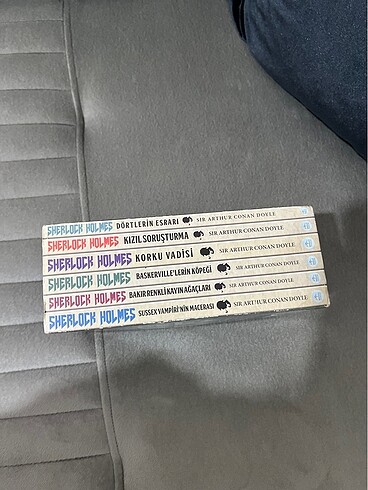 SHERLOCK HOLMES DÖRTLERİN ESRARI SIR ARTHUR CONAN DOYLE
SHERLOCK HOLMES KIZIL SORUŞTURMA SIR ARTHUR CONAN DOYLE
SHERLOCK HOLMES KORKU VADİSİ SIR ARTHUR CONAN DOYLE
SHERLOCK HOLMES BASKERVILLE'LERİN KÖPEĞİ SIR ARTHUR CONAN DOYLE
SHERLOCK HOLMES BAKIR RENKLİ KAYIN AĞAÇLARI SIR ARTHUR CONAN DOYLE
SHERLOCK HOLMES SUSSEX VAMPİRİ'NİN MACERASI SIR ARTHUR CONAN DOYLE